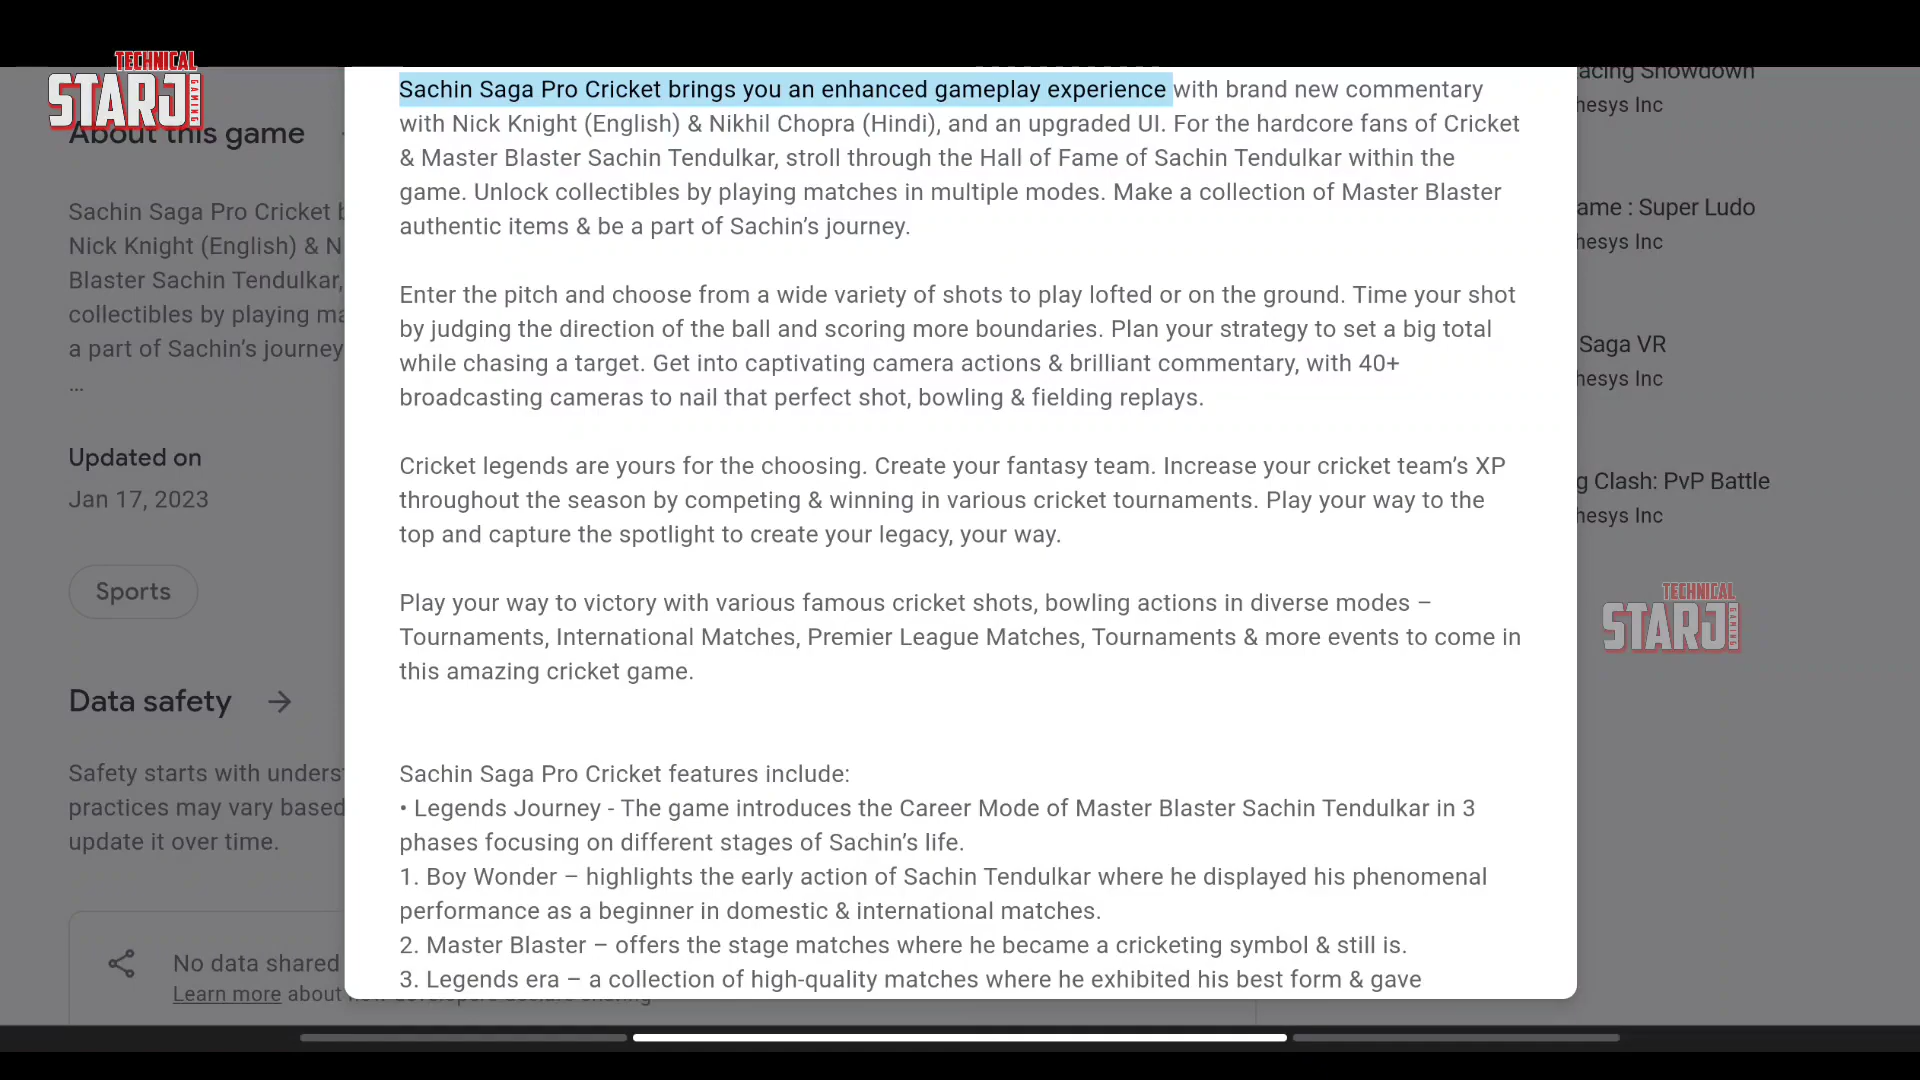 TECHNICAL
STARJI
GAMING
About this game
Sachin Saga Pro Cricket
Nick Knight (English) & N
Blaster Sachin Tendulkar,
collectibles by playing
a part of Sachin’s journey
...
Updated on
Jan 17, 2023
Sports
Data safety
Safety starts with
practices may vary based
update it over time.
No data shared
Learn more about
Sachin Saga Pro Cricket brings you an enhanced gameplay experience with brand new commentary
with Nick Knight (English) & Nikhil Chopra (Hindi), and an upgraded UI. For the hardcore fans of Cricket
& Master Blaster Sachin Tendulkar, stroll through the Hall of Fame of Sachin Tendulkar within the
game. Unlock collectibles by playing matches in multiple modes. Make a collection of Master Blaster
authentic items & be a part of Sachin’s journey.
Enter the pitch and choose from a wide variety of shots to play lofted or on the ground. Time your shot
by judging the direction of the ball and scoring more boundaries. Plan your strategy to set a big total
while chasing a target. Get into captivating camera actions & brilliant commentary, with 40+
broadcasting cameras to nail that perfect shot, bowling & fielding replays.
Cricket legends are yours for the choosing. Create your fantasy team. Increase your cricket team’s XP
throughout the season by competing & winning in various cricket tournaments. Play your way to the
top and capture the spotlight to create your legacy, your way.
Play your way to victory with various famous cricket shots, bowling actions in diverse modes –
Tournaments, International Matches, Premier League Matches, Tournaments & more events to come in
this amazing cricket game.
Sachin Saga Pro Cricket features include:
• Legends Journey - The game introduces the Career Mode of Master Blaster Sachin Tendulkar in 3
phases focusing on different stages of Sachin’s life.
1. Boy Wonder – highlights the early action of Sachin Tendulkar where he displayed his phenomenal
performance as a beginner in domestic & international matches.
2. Master Blaster – offers the stage matches where he became a cricketing symbol & still is.
3. Legends era – a collection of high-quality matches where he exhibited his best form & gave
acing Showdown
hesys Inc
ame : Super Ludo
hesys Inc
Saga VR
hesys Inc
g Clash: PvP Battle
hesys Inc
TECHNICAL
STARJI
GAMING